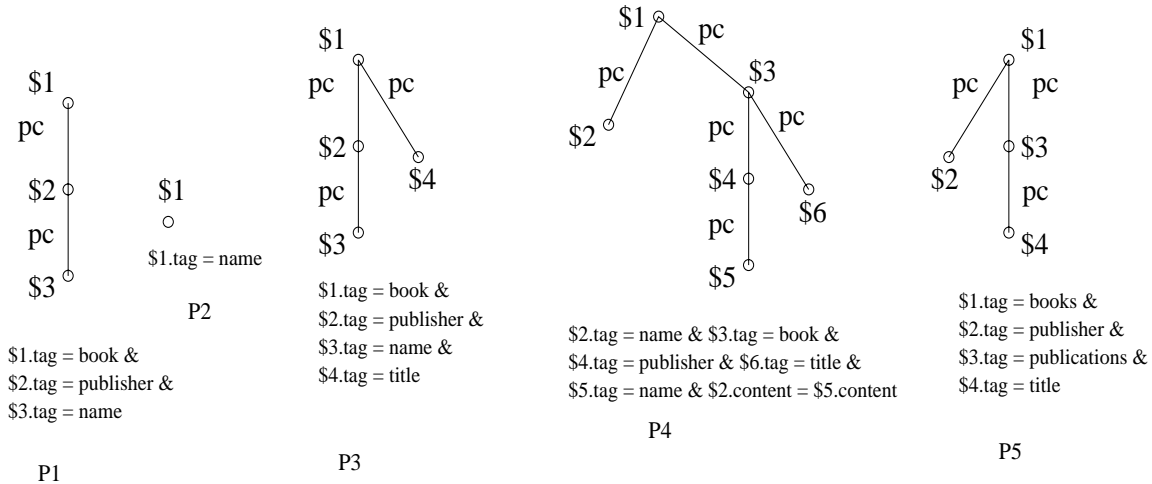 $1
pc
$2
pc
$3
$1.tag = book &
$2.tag = publisher &
$3.tag = name
P1
$1
$1.tag = name
P2
$1
pc
pc
$2
$4
pc
$3
$1.tag = book &
$2.tag = publisher &
$3.tag = name &
$4.tag = title
P3
$1
pc
pc
$3
$2
pc
pc
$4
$6
pc
$5
$2.tag = name & $3.tag = book &
$4.tag = publisher & $6.tag = title &
$5.tag = name & $2.content = $5.content
P4
$1
pc
pc
$3
$2
pc
$4
$1.tag = books &
$2.tag = publisher &
$3.tag = publications &
$4.tag = title
P5